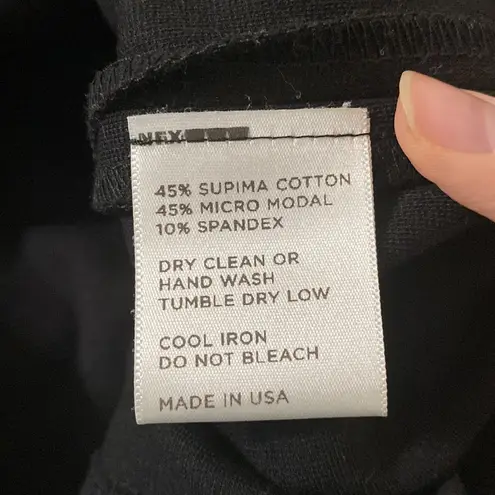 45% SUPIMA COTTON
45% MICRO MODAL
10% SPANDEX
DRY CLEAN OR
HAND WASH
TUMBLE DRY LOW
COOL IRON
DO NOT BLEACH
MADE IN USA